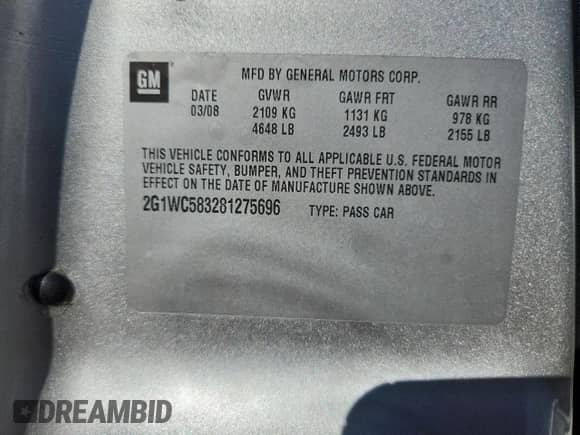 GM
MFD BY GENERAL MOTORS CORP.
DATE GVWR GAWR FRT GAWR RR
03/08 2109 KG 1131 KG 978 KG
4648 LB 2493 LB 2155 LB
THIS VEHICLE CONFORMS TO ALL APPLICABLE U.S. FEDERAL MOTOR
VEHICLE SAFETY, BUMPER, AND THEFT PREVENTION STANDARDS IN
EFFECT ON THE DATE OF MANUFACTURE SHOWN ABOVE.
2G1WC583281275696 TYPE: PASS CAR
DREAMBID